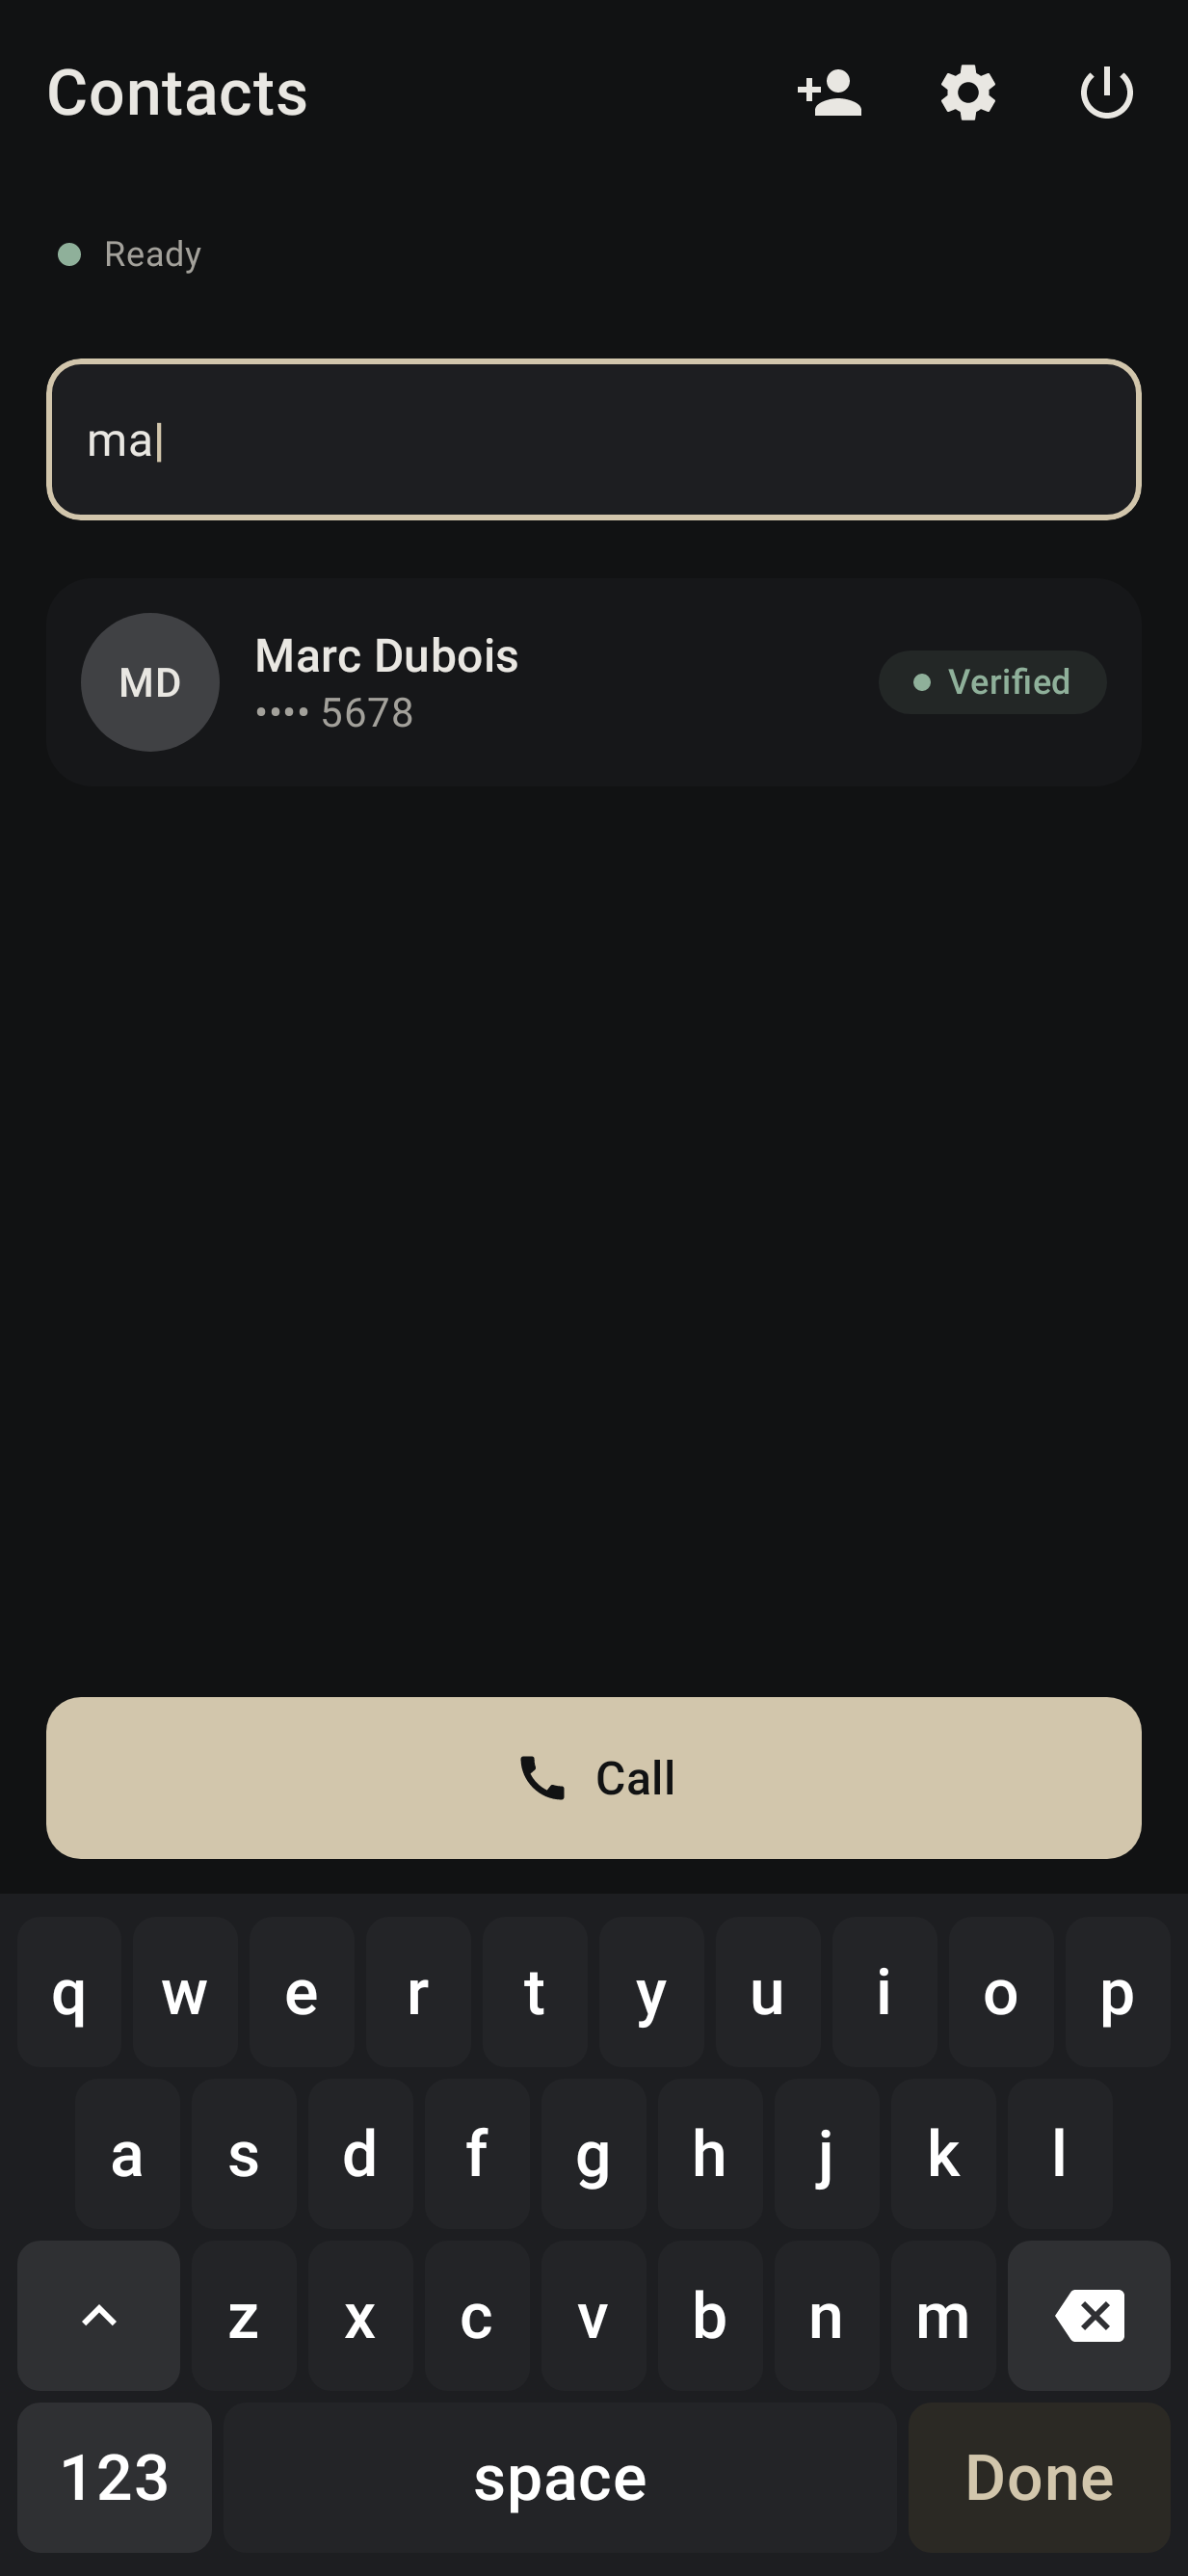 Contacts
Ready
ma
MD
Marc Dubois
•••• 5678
Verified
Call
q w e r t y u i o p
a s d f g h j k l
z x c v b n m
123 space Done